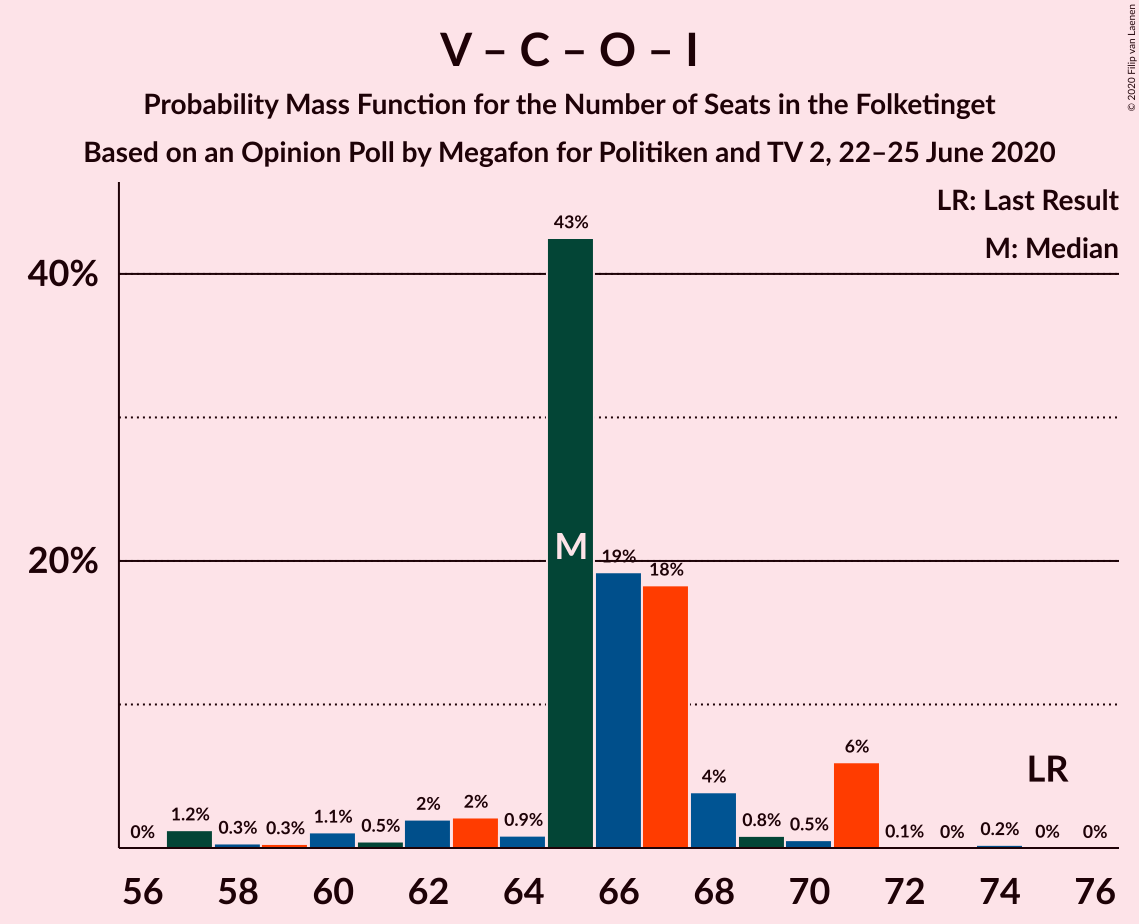 V – C – O – I
Probability Mass Function for the Number of Seats in the Folketinget
Based on an Opinion Poll by Megafon for Politiken and TV 2, 22–25 June 2020
© 2020 Filip van Laenen
LR: Last Result
M: Median
43%
40%
M
19%
20%
18%
6%
LR
4%
0% 1.2% 0.3% 0.3% 1.1% 0.5% 2% 2% 0.9% 0.8% 0.5% 0.1% 0% 0.2% 0% 0%
56 58 60 62 64 66 68 70 72 74 76